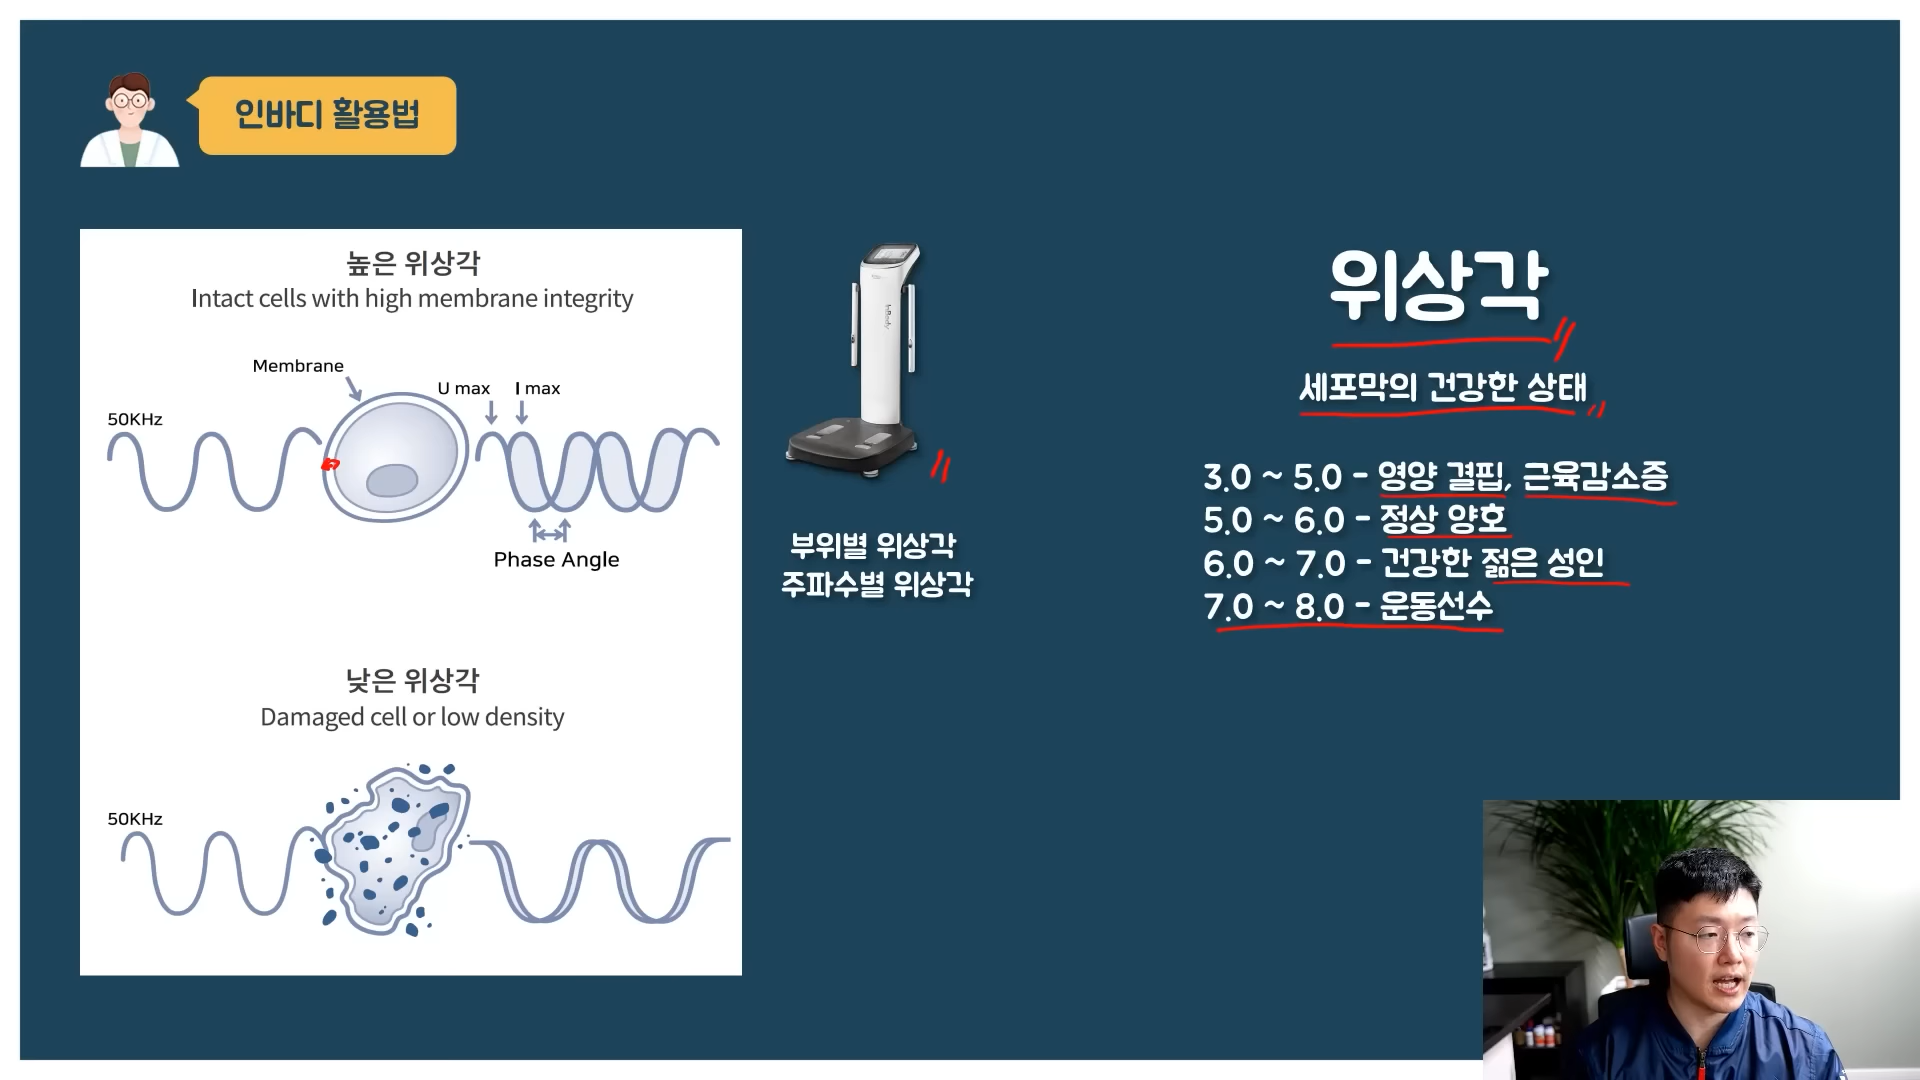 인바디 활용법
높은 위상각
Intact cells with high membrane integrity
Membrane
U max
I max
50KHz
Phase Angle
낮은 위상각
Damaged cell or low density
50KHz
InBody
부위별 위상각
주파수별 위상각
위상각
세포막의 건강한 상태
3.0 ~ 5.0 - 영양 결핍, 근육감소증
5.0 ~ 6.0 - 정상 양호
6.0 ~ 7.0 - 건강한 젊은 성인
7.0 ~ 8.0 - 운동선수